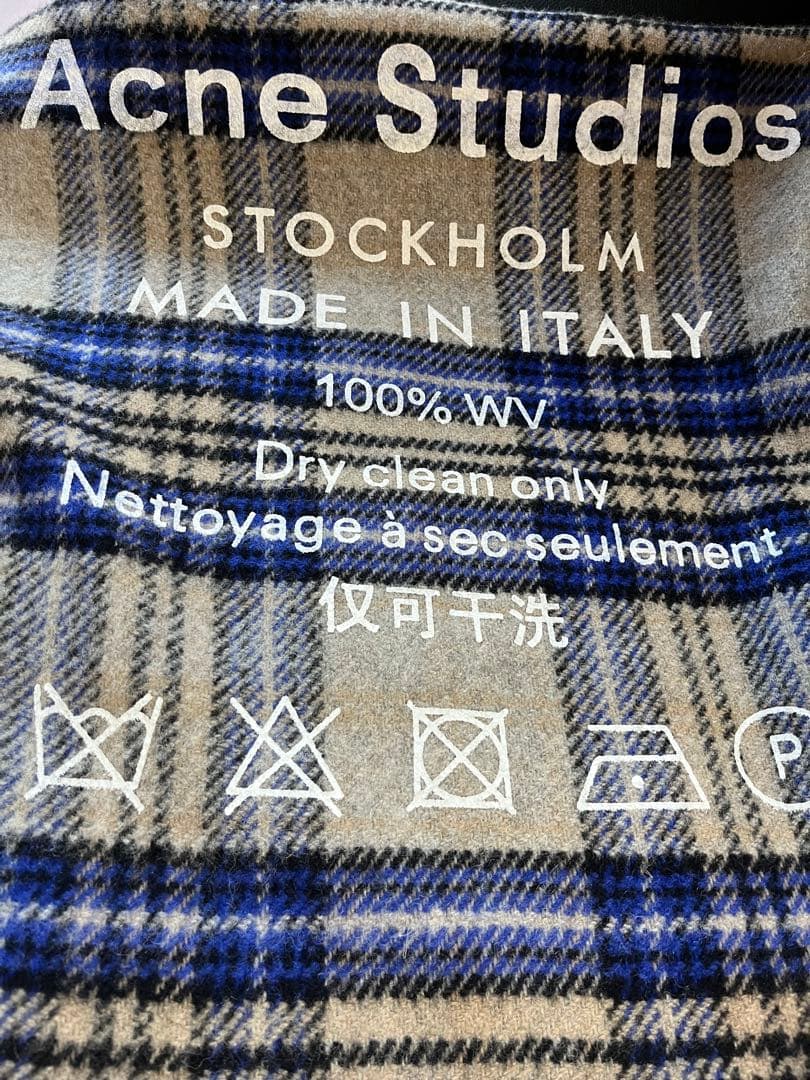 Acne Studios
STOCKHOLM
MADE IN ITALY
100% WV
Dry clean only
Nettoyage à sec seulement
仅可干洗
P